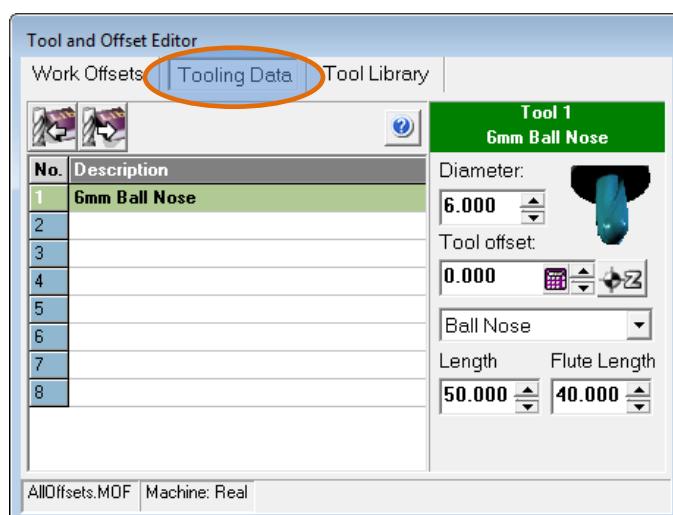 Tool and Offset Editor
Work Offsets Tooling Data Tool Library
No. Description
1 6mm Ball Nose
2
3
4
5
6
7
8
Tool 1
6mm Ball Nose
Diameter:
6.000
Tool offset:
0.000
Ball Nose
Length Flute Length
50.000 40.000
AllOffsets.MOF Machine: Real